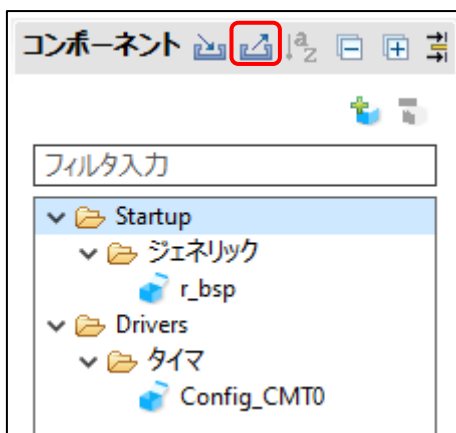 コンポーネント
a
z
フィルタ入力
Startup
ジェネリック
r_bsp
Drivers
タイマ
Config_CMT0